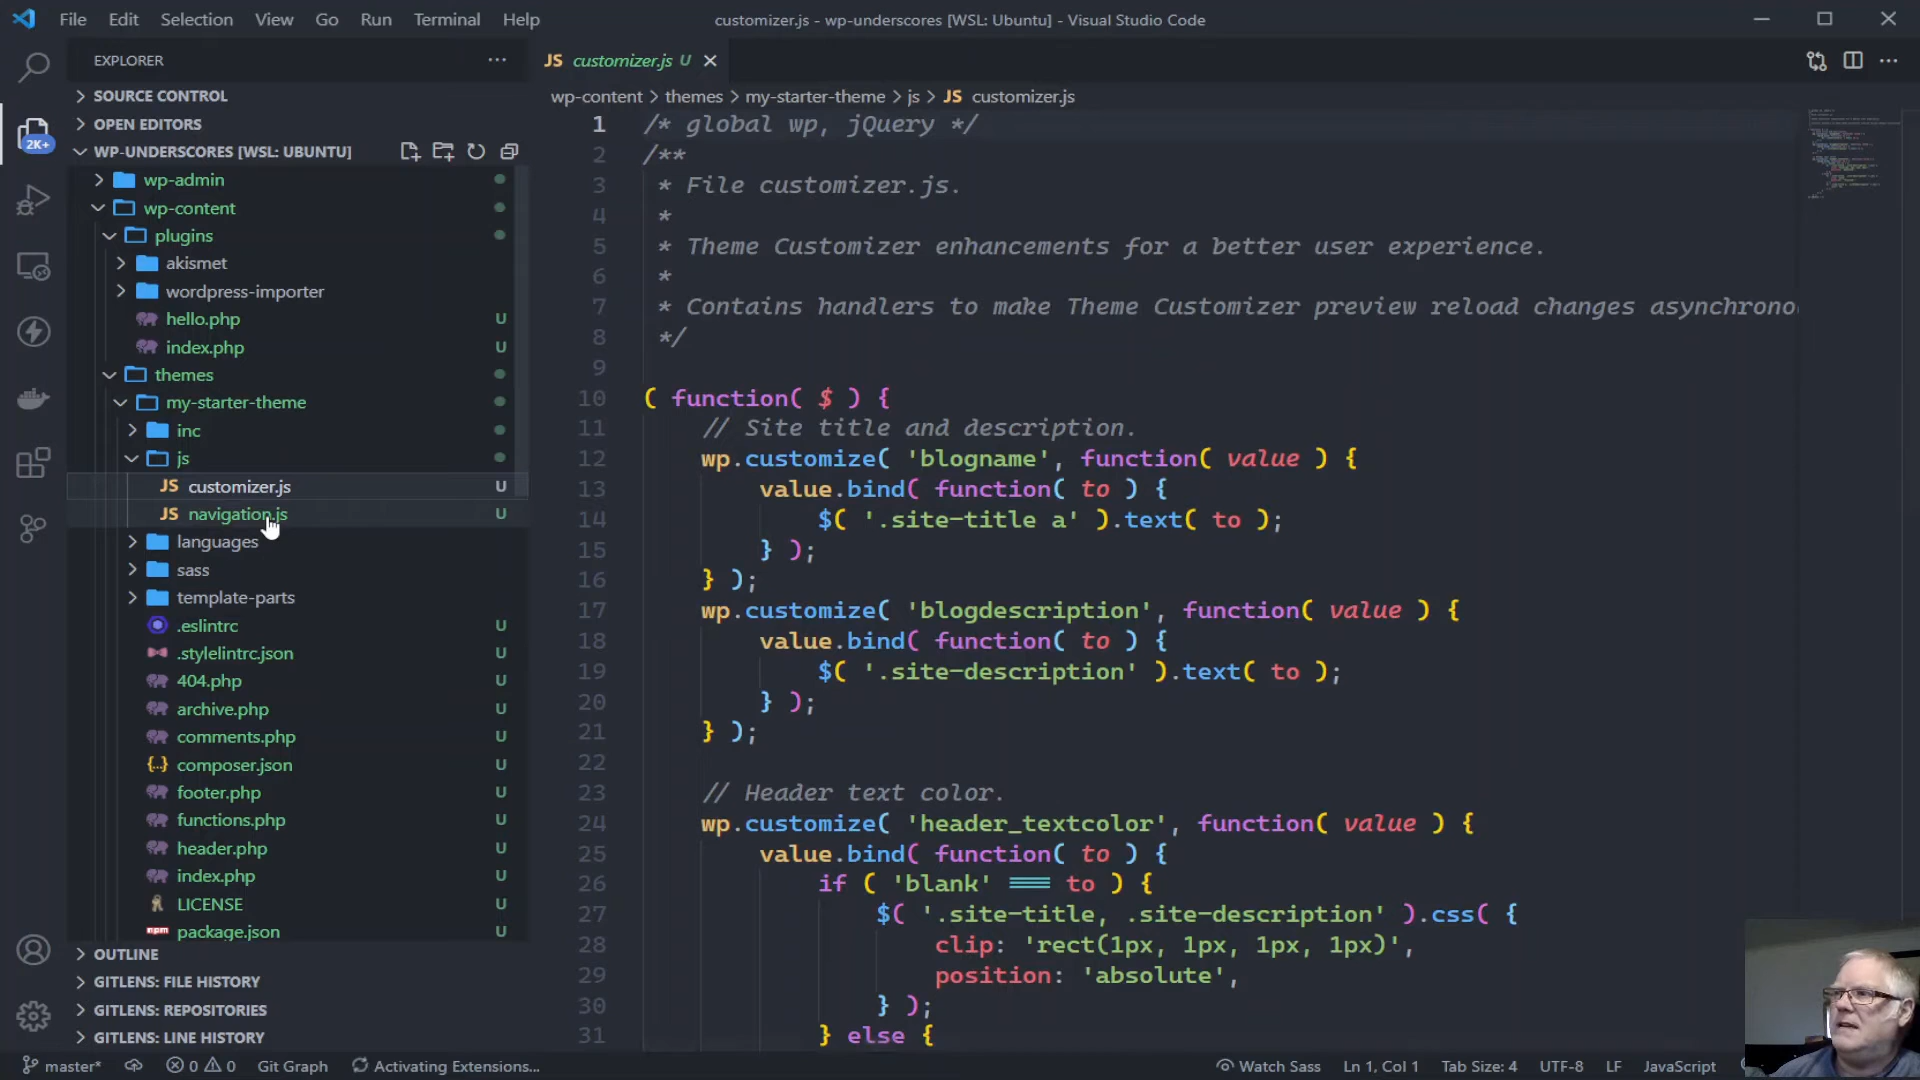 File Edit Selection View Go Run Terminal Help
customizer.js - wp-underscores [WSL: Ubuntu] - Visual Studio Code
EXPLORER
SOURCE CONTROL
OPEN EDITORS
WP-UNDERSCORES [WSL: UBUNTU]
2K+
wp-admin
wp-content
plugins
akismet
wordpress-importer
hello.php U
index.php U
themes
my-starter-theme
inc
js
JS customizer.js U
JS navigation.js U
languages
sass
template-parts
.eslintrc U
.stylelintrc.json U
404.php U
archive.php U
comments.php U
{..} composer.json U
footer.php U
functions.php U
header.php U
index.php U
LICENSE U
npm package.json U
OUTLINE
GITLENS: FILE HISTORY
GITLENS: REPOSITORIES
GITLENS: LINE HISTORY
JS customizer.js U
wp-content > themes > my-starter-theme > js > JS customizer.js
1 /* global wp, jQuery */
2 /**
3 * File customizer.js.
4 *
5 * Theme Customizer enhancements for a better user experience.
6 *
7 * Contains handlers to make Theme Customizer preview reload changes asynchrono
8 */
9
10 ( function( $ ) {
11 // Site title and description.
12 wp.customize( 'blogname', function( value ) {
13 value.bind( function( to ) {
14 $( '.site-title a' ).text( to );
15 } );
16 } );
17 wp.customize( 'blogdescription', function( value ) {
18 value.bind( function( to ) {
19 $( '.site-description' ).text( to );
20 } );
21 } );
22
23 // Header text color.
24 wp.customize( 'header_textcolor', function( value ) {
25 value.bind( function( to ) {
26 if ( 'blank' === to ) {
27 $( '.site-title, .site-description' ).css( {
28 clip: 'rect(1px, 1px, 1px, 1px)',
29 position: 'absolute',
30 } );
31 } else {
master* 0 0 Git Graph Activating Extensions... Watch Sass Ln 1, Col 1 Tab Size: 4 UTF-8 LF JavaScript